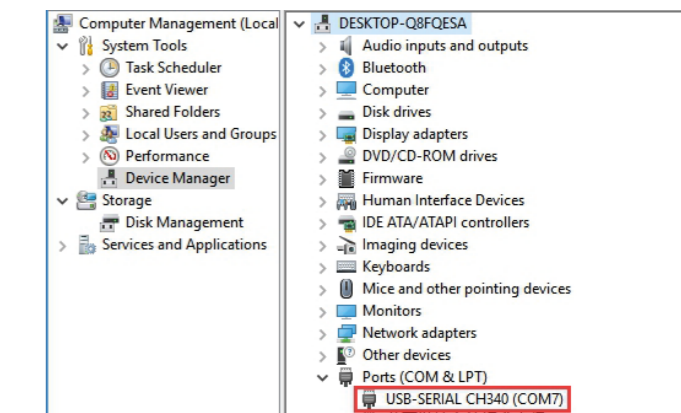 Computer Management (Local
System Tools
Task Scheduler
Event Viewer
Shared Folders
Local Users and Groups
Performance
Device Manager
Storage
Disk Management
Services and Applications
DESKTOP-Q8FQESA
Audio inputs and outputs
Bluetooth
Computer
Disk drives
Display adapters
DVD/CD-ROM drives
Firmware
Human Interface Devices
IDE ATA/ATAPI controllers
Imaging devices
Keyboards
Mice and other pointing devices
Monitors
Network adapters
Other devices
Ports (COM & LPT)
USB-SERIAL CH340 (COM7)